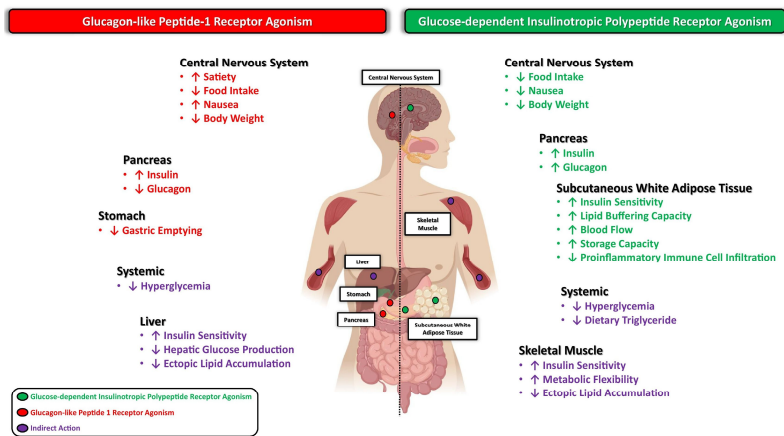 Glucagon-like Peptide-1 Receptor Agonism
Glucose-dependent Insulinotropic Polypeptide Receptor Agonism
Central Nervous System
• ↑ Satiety
• ↓ Food Intake
• ↑ Nausea
• ↓ Body Weight
Pancreas
• ↑ Insulin
• ↓ Glucagon
Stomach
• ↓ Gastric Emptying
Systemic
• ↓ Hyperglycemia
Liver
• ↑ Insulin Sensitivity
• ↓ Hepatic Glucose Production
• ↓ Ectopic Lipid Accumulation
Central Nervous System
Skeletal
Muscle
Liver
Stomach
Pancreas
Subcutaneous White
Adipose Tissue
Central Nervous System
• ↓ Food Intake
• ↓ Nausea
• ↓ Body Weight
Pancreas
• ↑ Insulin
• ↑ Glucagon
Subcutaneous White Adipose Tissue
• ↑ Insulin Sensitivity
• ↑ Lipid Buffering Capacity
• ↑ Blood Flow
• ↑ Storage Capacity
• ↓ Proinflammatory Immune Cell Infiltration
Systemic
• ↓ Hyperglycemia
• ↓ Dietary Triglyceride
Skeletal Muscle
• ↑ Insulin Sensitivity
• ↑ Metabolic Flexibility
• ↓ Ectopic Lipid Accumulation
Glucose-dependent Insulinotropic Polypeptide Receptor Agonism
Glucagon-like Peptide 1 Receptor Agonism
Indirect Action